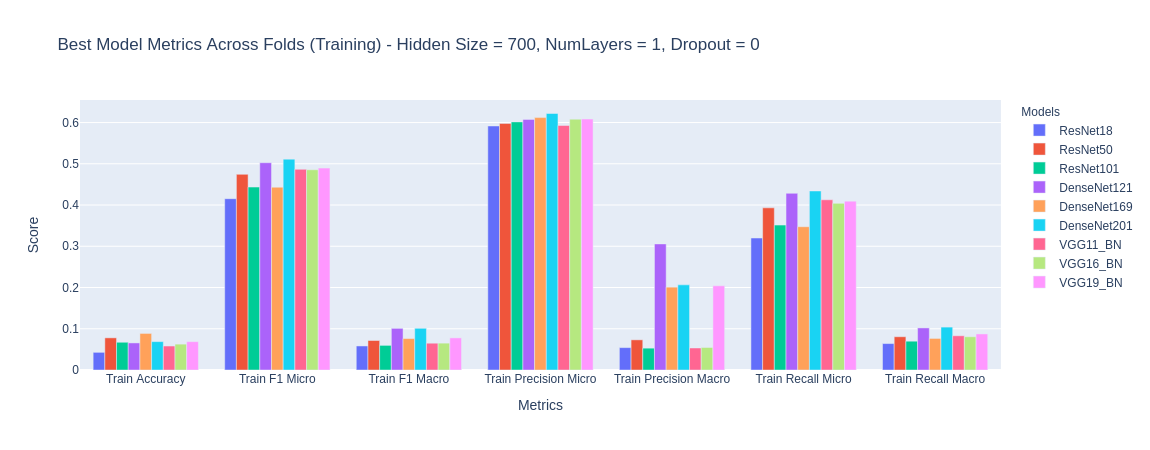 Best Model Metrics Across Folds (Training) - Hidden Size = 700, NumLayers = 1, Dropout = 0
Models
ResNet18
ResNet50
ResNet101
DenseNet121
DenseNet169
DenseNet201
VGG11_BN
VGG16_BN
VGG19_BN
Score
0.6
0.5
0.4
0.3
0.2
0.1
0
Train Accuracy
Train F1 Micro
Train F1 Macro
Train Precision Micro
Train Precision Macro
Train Recall Micro
Train Recall Macro
Metrics